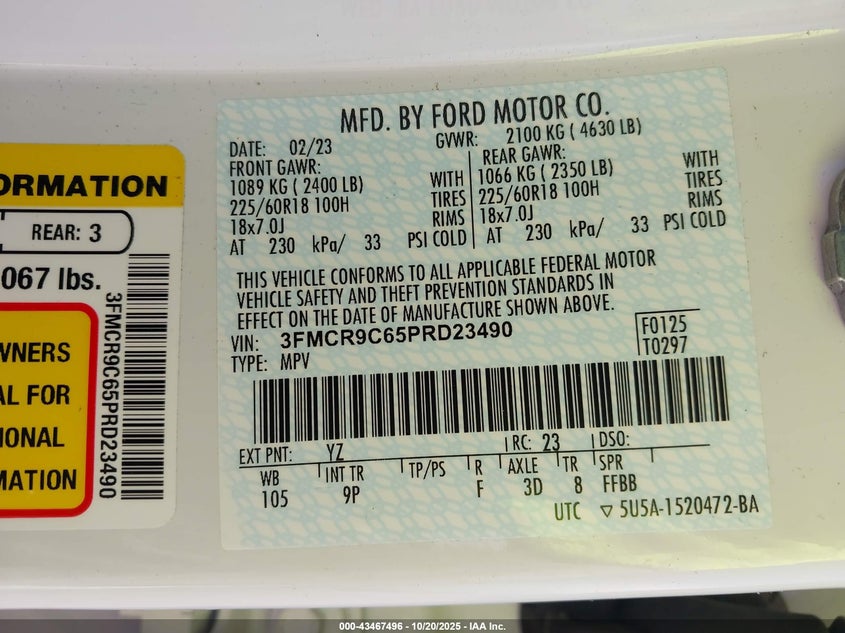 ORMATION
REAR: 3
067 lbs.
WNERS
AL FOR
IONAL
MATION
3FMCR9C65PRD23490
MFD. BY FORD MOTOR CO.
DATE: 02/23 GVWR: 2100 KG ( 4630 LB)
FRONT GAWR: REAR GAWR:
1089 KG ( 2400 LB) WITH 1066 KG ( 2350 LB) WITH
225/60R18 100H TIRES 225/60R18 100H TIRES
18x7.0J RIMS 18x7.0J RIMS
AT 230 kPa/ 33 PSI COLD AT 230 kPa/ 33 PSI COLD
THIS VEHICLE CONFORMS TO ALL APPLICABLE FEDERAL MOTOR
VEHICLE SAFETY AND THEFT PREVENTION STANDARDS IN
EFFECT ON THE DATE OF MANUFACTURE SHOWN ABOVE.
VIN: 3FMCR9C65PRD23490 F0125
TYPE: MPV T0297
EXT PNT: YZ RC: 23 DSO:
WB INT TR TP/PS R AXLE TR SPR
105 9P F 3D 8 FFBB
UTC ▽ 5U5A-1520472-BA
000-43467496 - 10/20/2025 - IAA Inc.